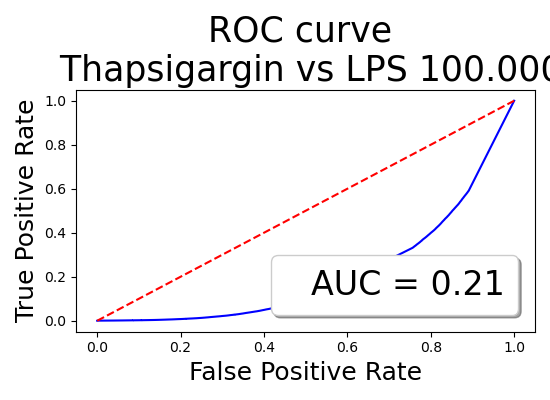 ROC curve
Thapsigargin vs LPS 100.000
True Positive Rate
1.0
0.8
0.6
0.4
0.2
0.0
AUC = 0.21
0.0 0.2 0.4 0.6 0.8 1.0
False Positive Rate